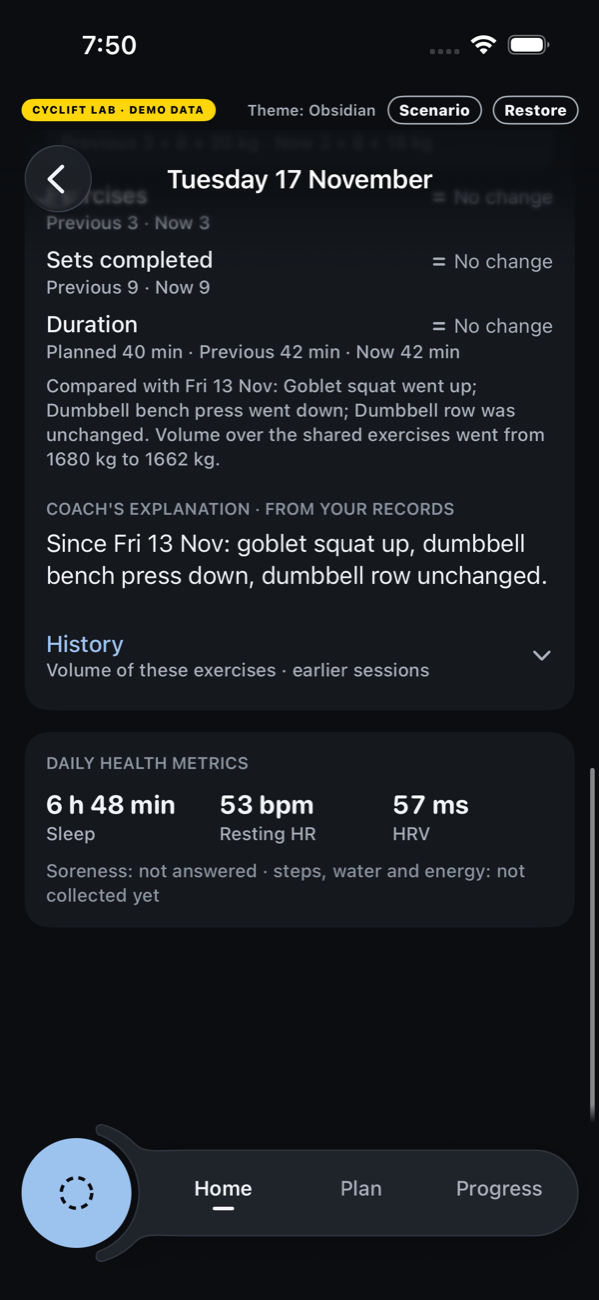 7:50
CYCLIFT LAB · DEMO DATA
Theme: Obsidian
Scenario
Restore
Tuesday 17 November
= No change
Previous 3 · Now 3
Sets completed
= No change
Previous 9 · Now 9
Duration
= No change
Planned 40 min · Previous 42 min · Now 42 min
Compared with Fri 13 Nov: Goblet squat went up;
Dumbbell bench press went down; Dumbbell row was
unchanged. Volume over the shared exercises went from
1680 kg to 1662 kg.
COACH'S EXPLANATION · FROM YOUR RECORDS
Since Fri 13 Nov: goblet squat up, dumbbell
bench press down, dumbbell row unchanged.
History
Volume of these exercises · earlier sessions
DAILY HEALTH METRICS
6 h 48 min
53 bpm
57 ms
Sleep
Resting HR
HRV
Soreness: not answered · steps, water and energy: not
collected yet
Home
Plan
Progress